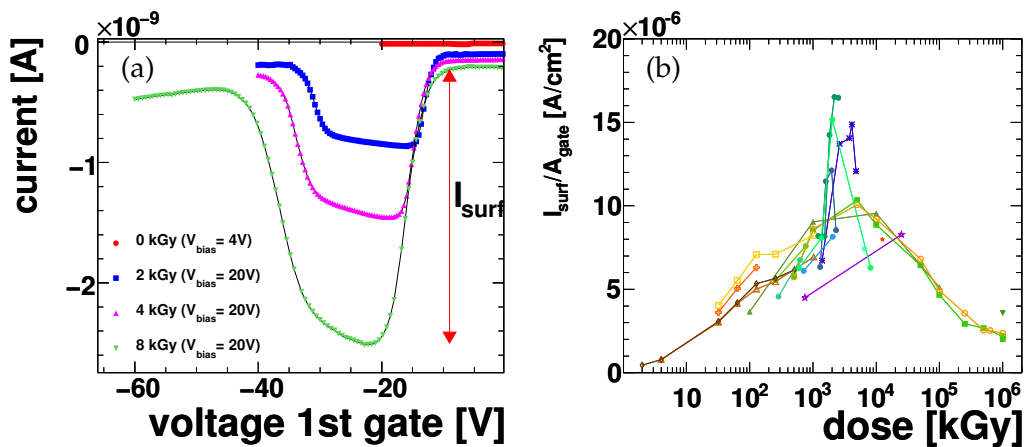 ×10⁻⁹
current [A]
0
−1
−2
(a)
I_surf
0 kGy (V_bias= 4V)
2 kGy (V_bias= 20V)
4 kGy (V_bias= 20V)
8 kGy (V_bias= 20V)
−60 −40 −20
voltage 1st gate [V]
×10⁻⁶
I_surf/A_gate [A/cm²]
20
15
10
5
0
(b)
10 10² 10³ 10⁴ 10⁵ 10⁶
dose [kGy]